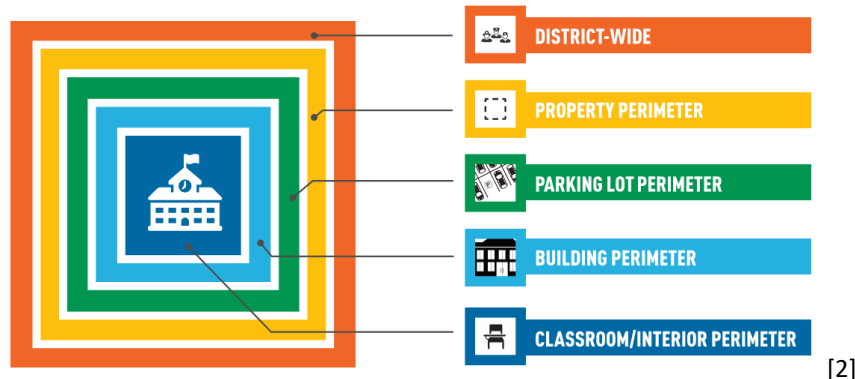 DISTRICT-WIDE
PROPERTY PERIMETER
PARKING LOT PERIMETER
BUILDING PERIMETER
CLASSROOM/INTERIOR PERIMETER
[2]